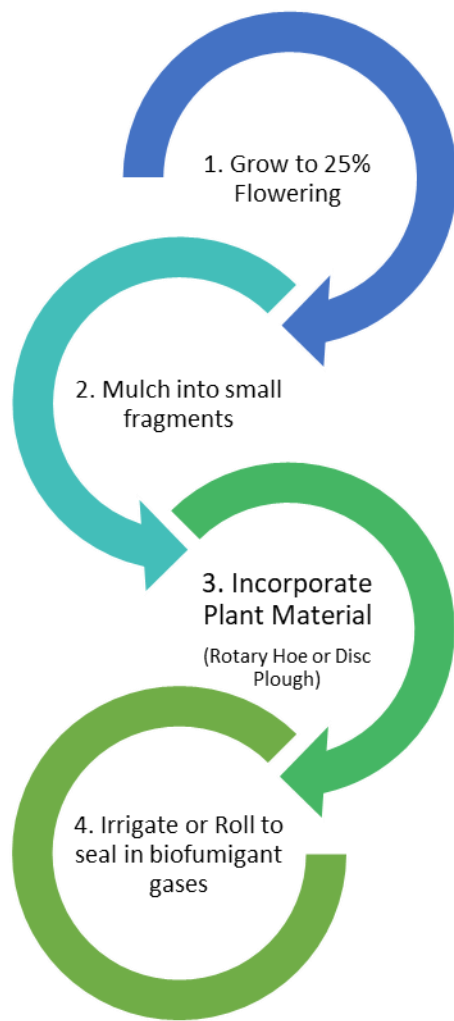 1. Grow to 25%
Flowering
2. Mulch into small
fragments
3. Incorporate
Plant Material
(Rotary Hoe or Disc
Plough)
4. Irrigate or Roll to
seal in biofumigant
gases